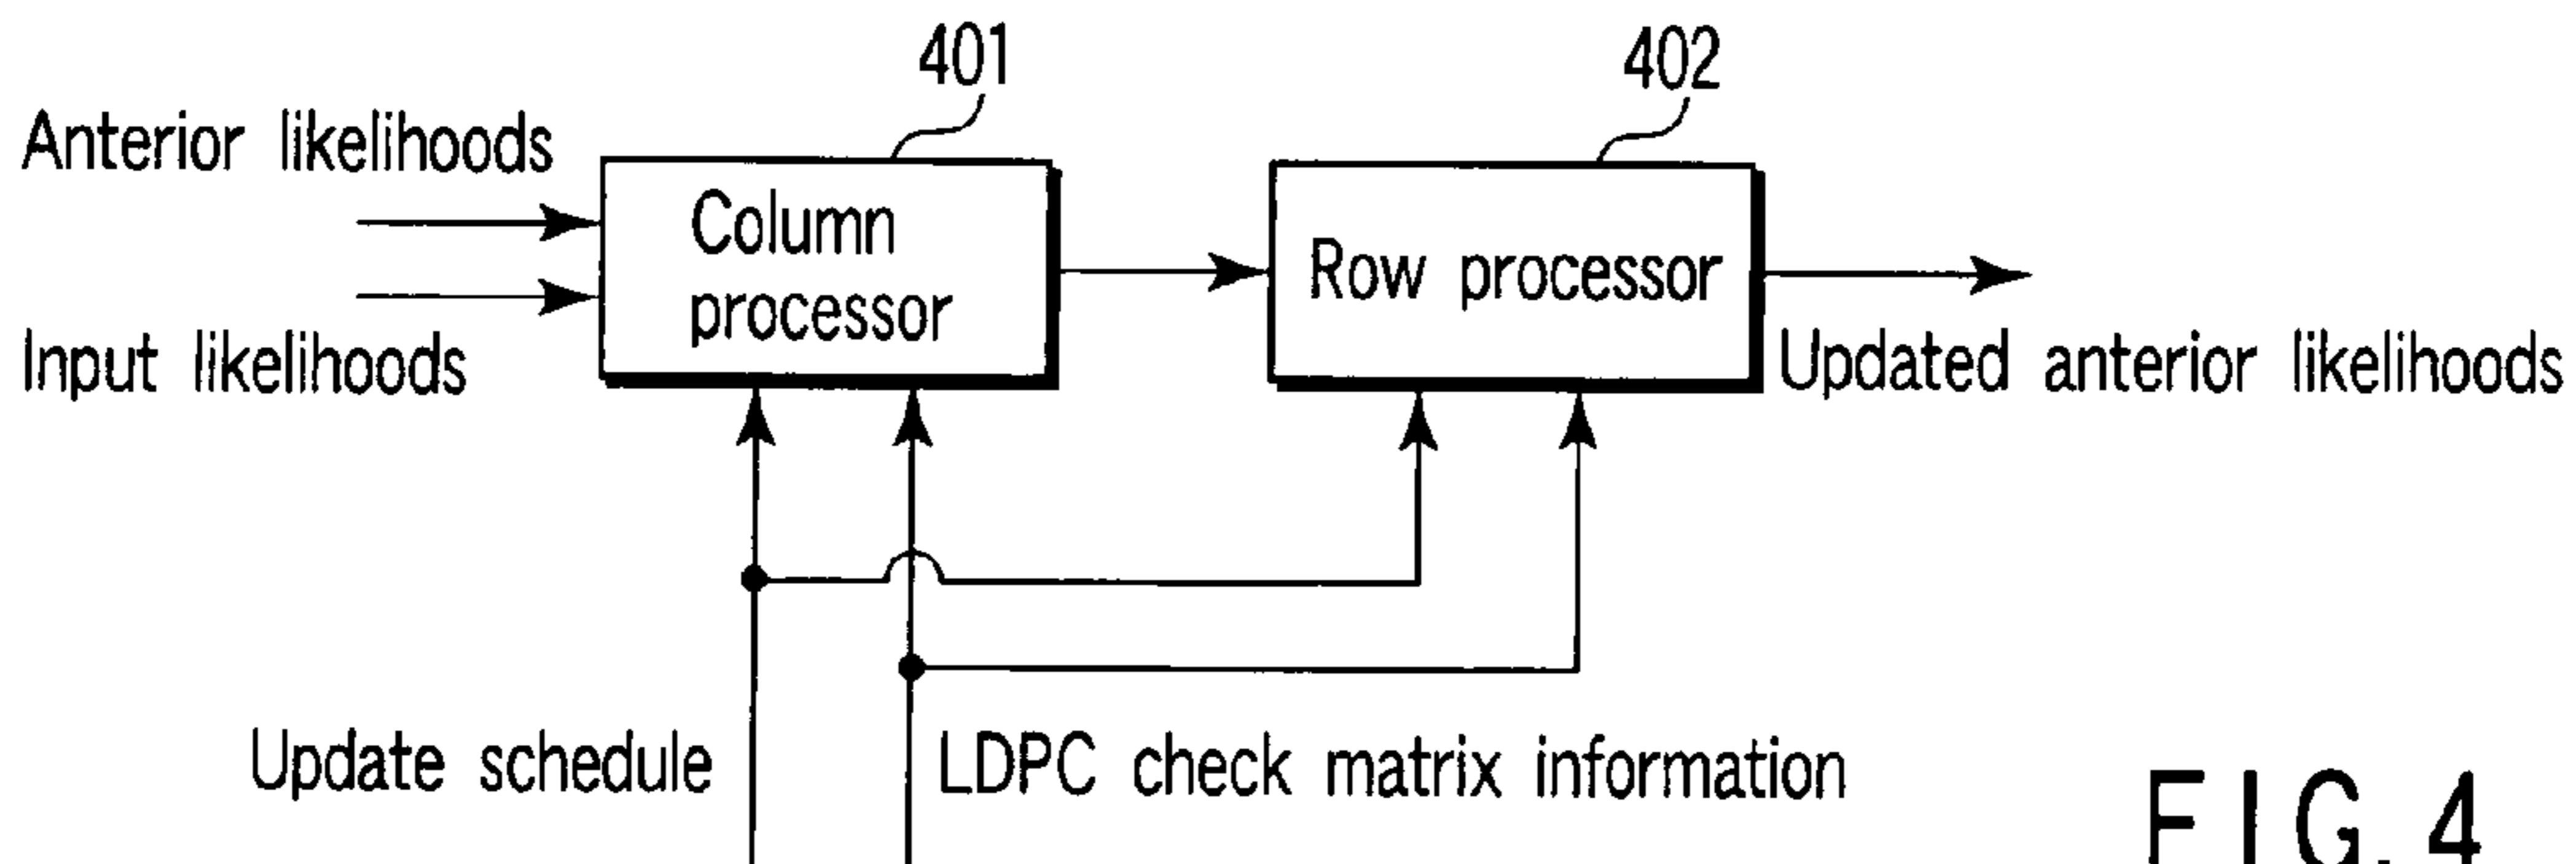 401
402
Anterior likelihoods
Column
processor
Row processor
Input likelihoods
Updated anterior likelihoods
Update schedule
LDPC check matrix information
FIG. 4